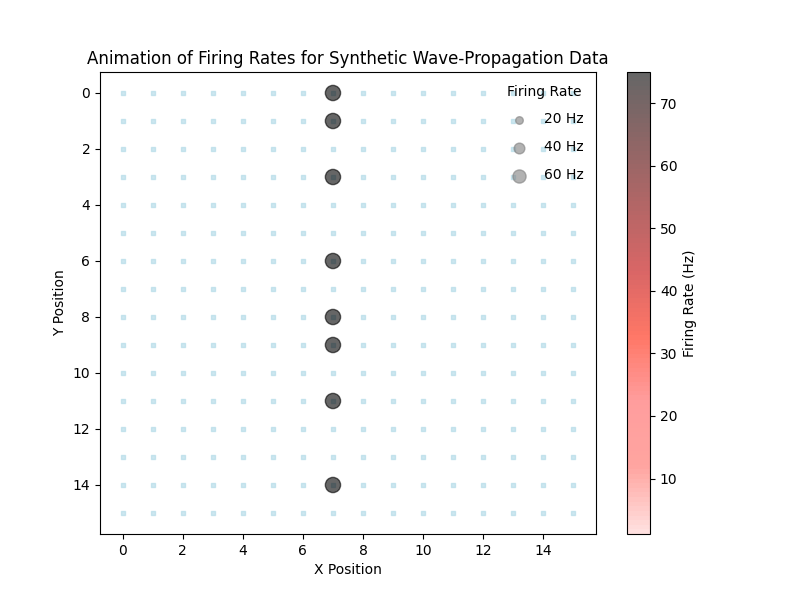 Animation of Firing Rates for Synthetic Wave-Propagation Data
Firing Rate
20 Hz
40 Hz
60 Hz
0
2
4
6
8
10
12
14
Y Position
0 2 4 6 8 10 12 14
X Position
70
60
50
40
30
20
10
Firing Rate (Hz)